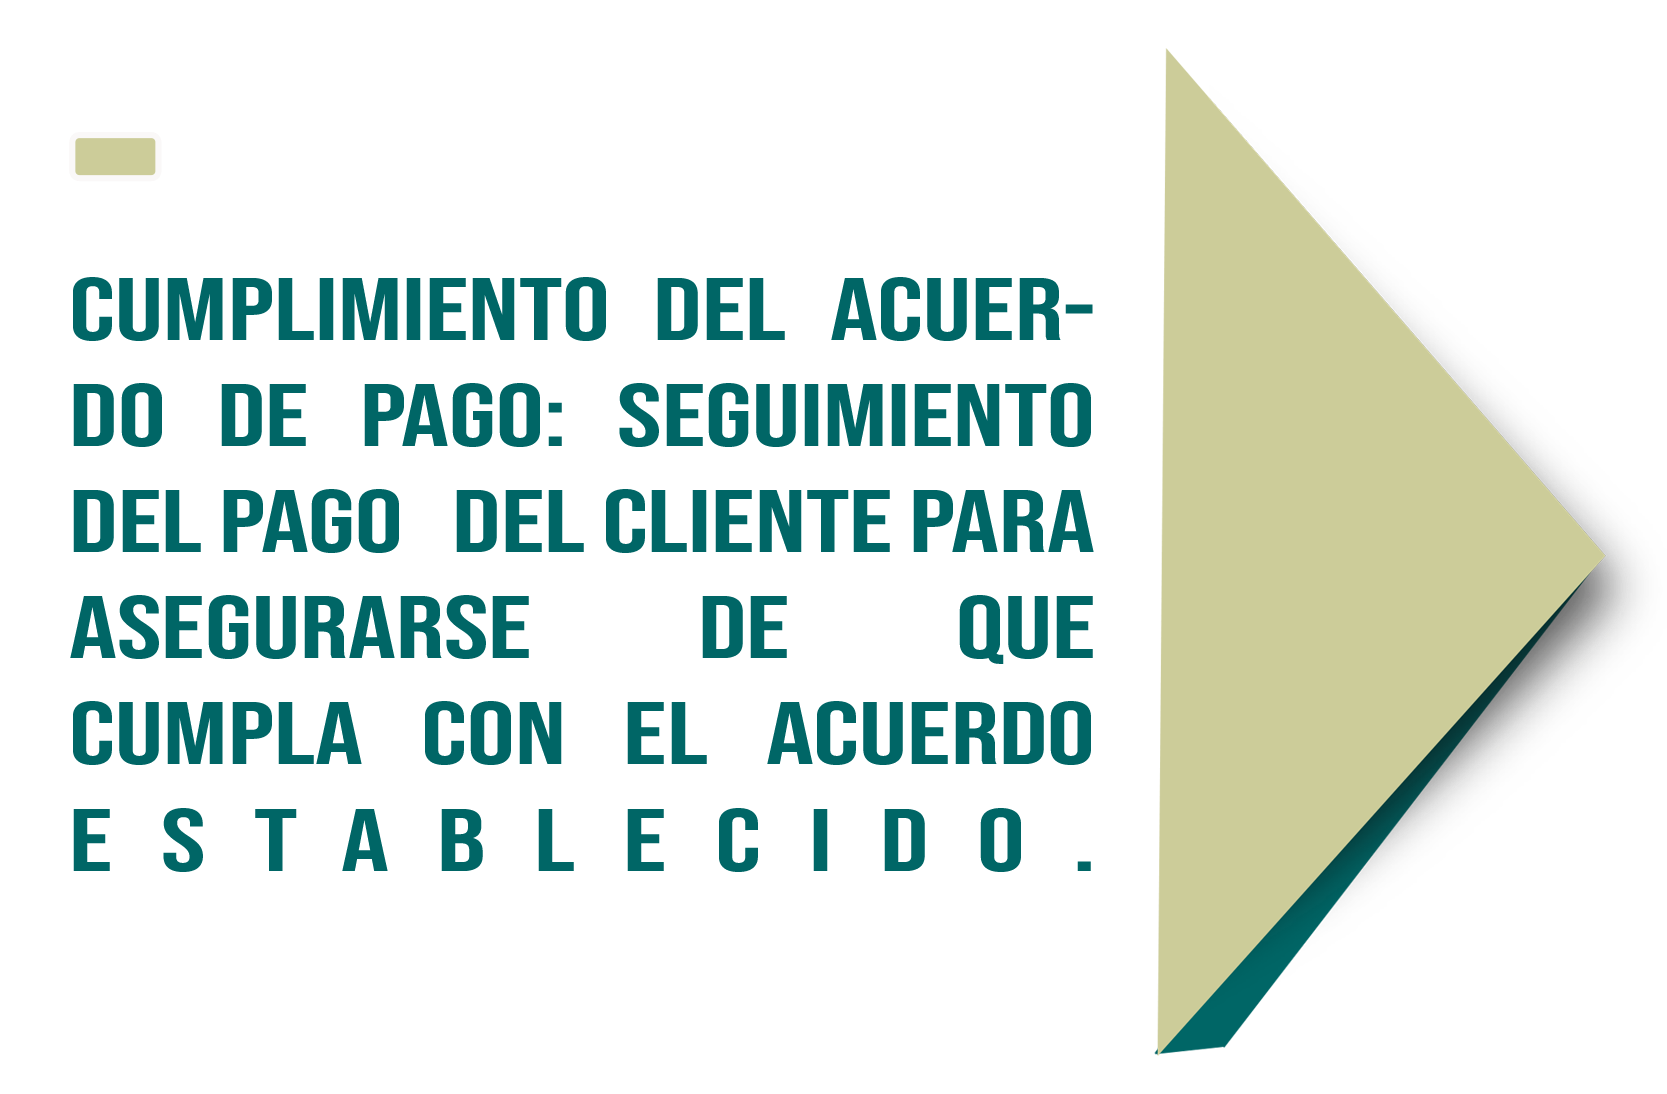 CUMPLIMIENTO DEL ACUER-
DO DE PAGO: SEGUIMIENTO
DEL PAGO DEL CLIENTE PARA
ASEGURARSE DE QUE
CUMPLA CON EL ACUERDO
ESTABLECIDO.